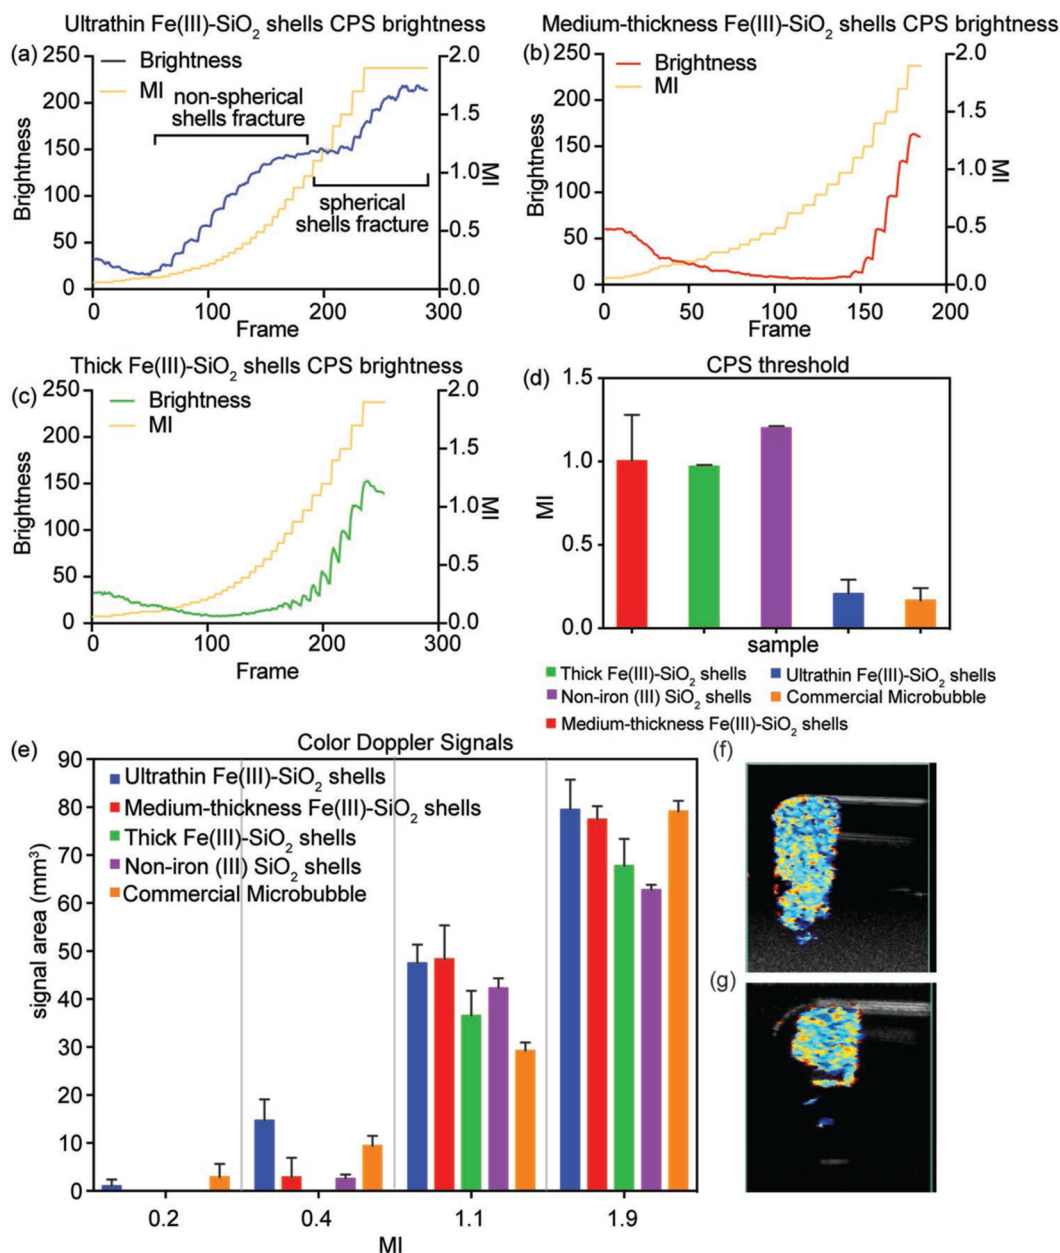 Ultrathin Fe(III)-SiO₂ shells CPS brightness
(a)
250
200
150
100
50
0
Brightness
Brightness
MI
non-spherical
shells fracture
spherical
shells fracture
2.0
1.5
1.0
0.5
0.0
MI
0
100
200
300
Frame
Medium-thickness Fe(III)-SiO₂ shells CPS brightness
(b)
250
200
150
100
50
0
Brightness
Brightness
MI
2.0
1.5
1.0
0.5
0.0
MI
0
50
100
150
200
Frame
Thick Fe(III)-SiO₂ shells CPS brightness
(c)
250
200
150
100
50
0
Brightness
Brightness
MI
2.0
1.5
1.0
0.5
0.0
MI
0
100
200
300
Frame
(d)
CPS threshold
1.5
1.0
0.5
0.0
MI
sample
Thick Fe(III)-SiO₂ shells
Ultrathin Fe(III)-SiO₂ shells
Non-iron (III) SiO₂ shells
Commercial Microbubble
Medium-thickness Fe(III)-SiO₂ shells
(e)
Color Doppler Signals
90
80
70
60
50
40
30
20
10
0
signal area (mm³)
Ultrathin Fe(III)-SiO₂ shells
Medium-thickness Fe(III)-SiO₂ shells
Thick Fe(III)-SiO₂ shells
Non-iron (III) SiO₂ shells
Commercial Microbubble
0.2
0.4
1.1
1.9
MI
(f)
(g)